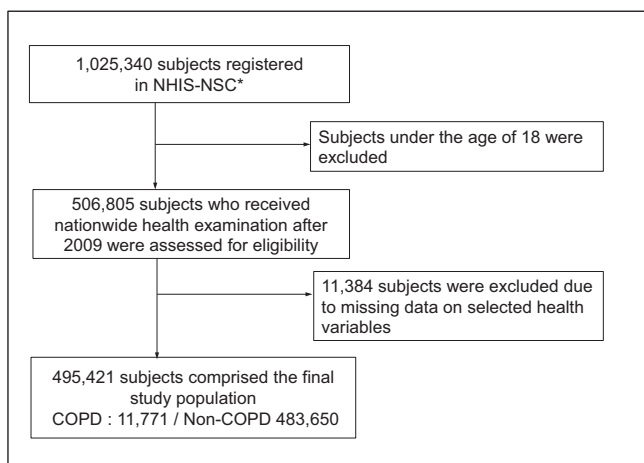 1,025,340 subjects registered
in NHIS-NSC*
Subjects under the age of 18 were
excluded
506,805 subjects who received
nationwide health examination after
2009 were assessed for eligibility
11,384 subjects were excluded due
to missing data on selected health
variables
495,421 subjects comprised the final
study population
COPD : 11,771 / Non-COPD 483,650